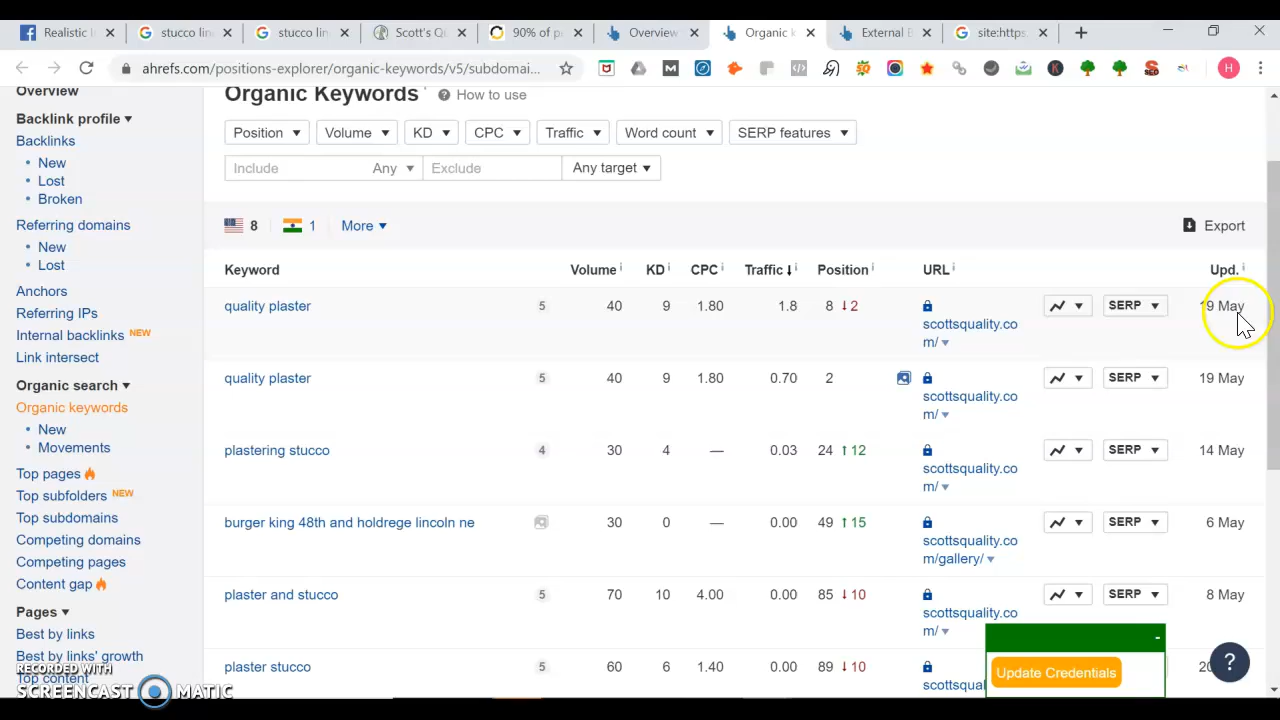 Realistic I
stucco lin
stucco lin
Scott's Qu
90% of p
Overview
Organic k
External B
site:https
ahrefs.com/positions-explorer/organic-keywords/v5/subdomai...
H
Overview
Organic Keywords
How to use
Backlink profile
Backlinks
New
Lost
Broken
Position
Volume
KD
CPC
Traffic
Word count
SERP features
Include
Any
Exclude
Any target
8
1
More
Export
Referring domains
New
Lost
Anchors
Referring IPs
Internal backlinks NEW
Link intersect
Organic search
Organic keywords
New
Movements
Top pages
Top subfolders NEW
Top subdomains
Competing domains
Competing pages
Content gap
Pages
Best by links
Best by links' growth
Top content
Keyword Volume KD CPC Traffic Position URL Upd.
quality plaster 5 40 9 1.80 1.8 8 ↓2 scottsquality.co SERP 19 May
m/
quality plaster 5 40 9 1.80 0.70 2 scottsquality.co SERP 19 May
m/
plastering stucco 4 30 4 — 0.03 24 ↑12 scottsquality.co SERP 14 May
m/
burger king 48th and holdrege lincoln ne 30 0 — 0.00 49 ↑15 scottsquality.co SERP 6 May
m/gallery/
plaster and stucco 5 70 10 4.00 0.00 85 ↓10 scottsquality.co SERP 8 May
m/
plaster stucco 5 60 6 1.40 0.00 89 ↓10 scottsqual
-
Update Credentials
?
RECORDED WITH
SCREENCAST MATIC